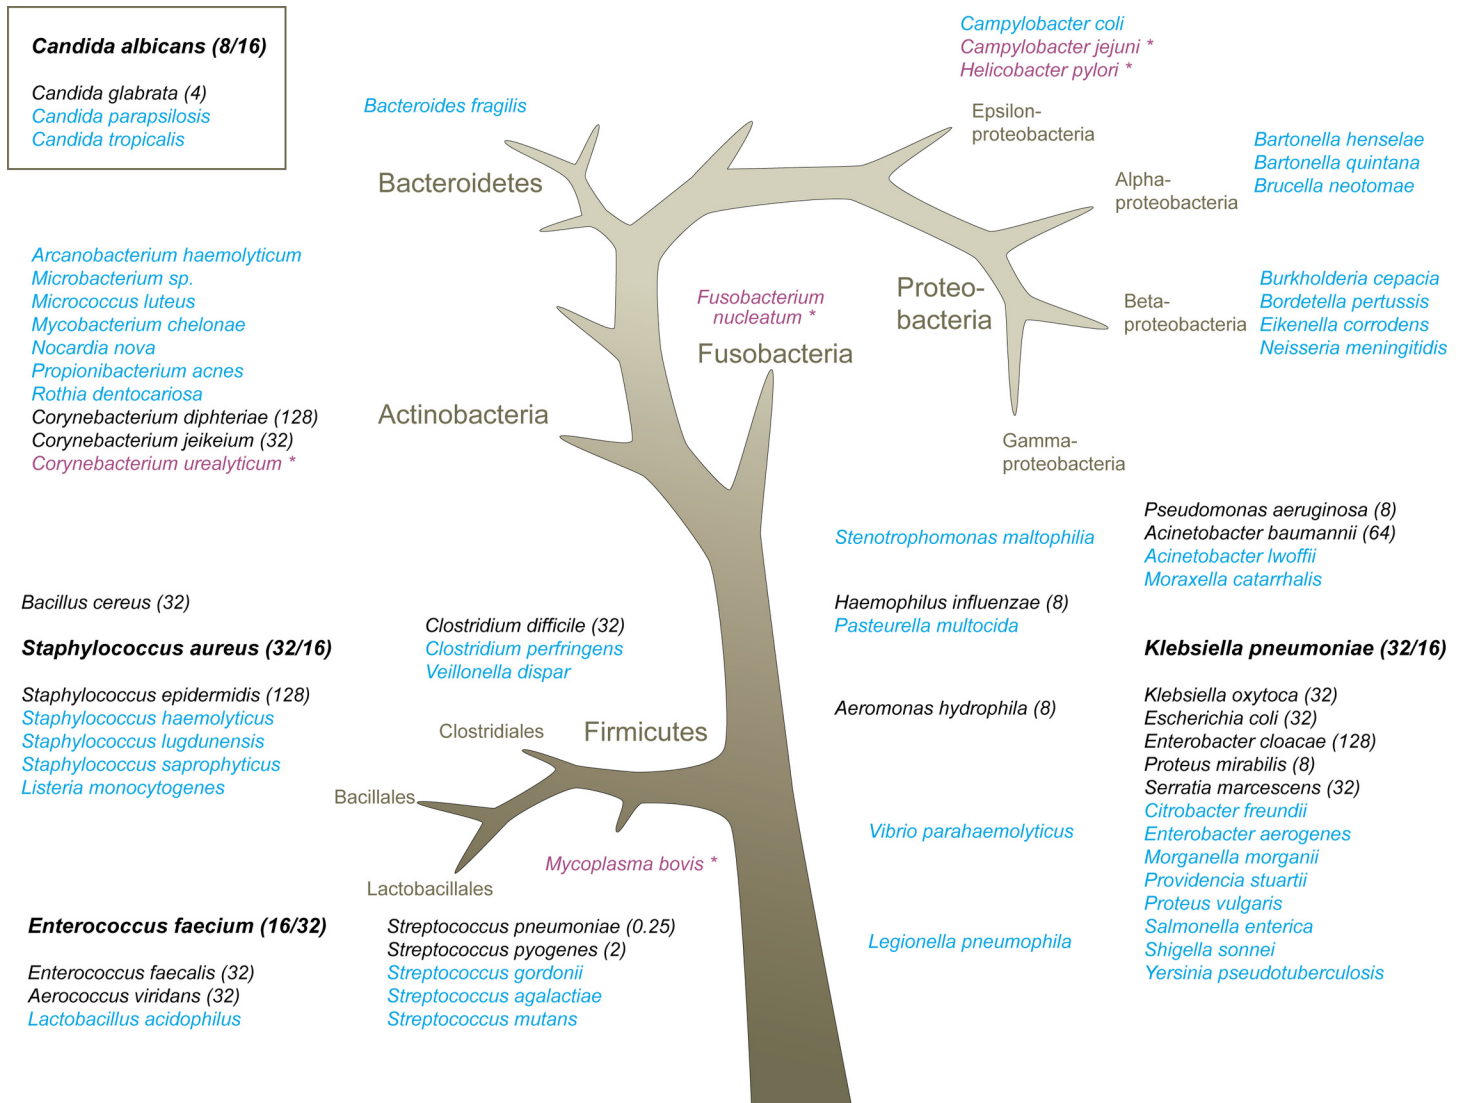 Candida albicans (8/16)
Candida glabrata (4)
Candida parapsilosis
Candida tropicalis
Bacteroides fragilis
Bacteroidetes
Campylobacter coli
Campylobacter jejuni *
Helicobacter pylori *
Epsilon-
proteobacteria
Bartonella henselae
Bartonella quintana
Brucella neotomae
Alpha-
proteobacteria
Arcanobacterium haemolyticum
Microbacterium sp.
Micrococcus luteus
Mycobacterium chelonae
Nocardia nova
Propionibacterium acnes
Rothia dentocariosa
Corynebacterium diphteriae (128)
Corynebacterium jeikeium (32)
Corynebacterium urealyticum *
Actinobacteria
Fusobacterium
nucleatum *
Fusobacteria
Proteo-
bacteria
Beta-
proteobacteria
Burkholderia cepacia
Bordetella pertussis
Eikenella corrodens
Neisseria meningitidis
Gamma-
proteobacteria
Stenotrophomonas maltophilia
Pseudomonas aeruginosa (8)
Acinetobacter baumannii (64)
Acinetobacter lwoffii
Moraxella catarrhalis
Haemophilus influenzae (8)
Pasteurella multocida
Bacillus cereus (32)
Staphylococcus aureus (32/16)
Staphylococcus epidermidis (128)
Staphylococcus haemolyticus
Staphylococcus lugdunensis
Staphylococcus saprophyticus
Listeria monocytogenes
Clostridium difficile (32)
Clostridium perfringens
Veillonella dispar
Clostridiales
Firmicutes
Bacillales
Mycoplasma bovis *
Lactobacillales
Klebsiella pneumoniae (32/16)
Klebsiella oxytoca (32)
Escherichia coli (32)
Enterobacter cloacae (128)
Proteus mirabilis (8)
Serratia marcescens (32)
Citrobacter freundii
Enterobacter aerogenes
Morganella morganii
Providencia stuartii
Proteus vulgaris
Salmonella enterica
Shigella sonnei
Yersinia pseudotuberculosis
Aeromonas hydrophila (8)
Vibrio parahaemolyticus
Legionella pneumophila
Enterococcus faecium (16/32)
Enterococcus faecalis (32)
Aerococcus viridans (32)
Lactobacillus acidophilus
Streptococcus pneumoniae (0.25)
Streptococcus pyogenes (2)
Streptococcus gordonii
Streptococcus agalactiae
Streptococcus mutans